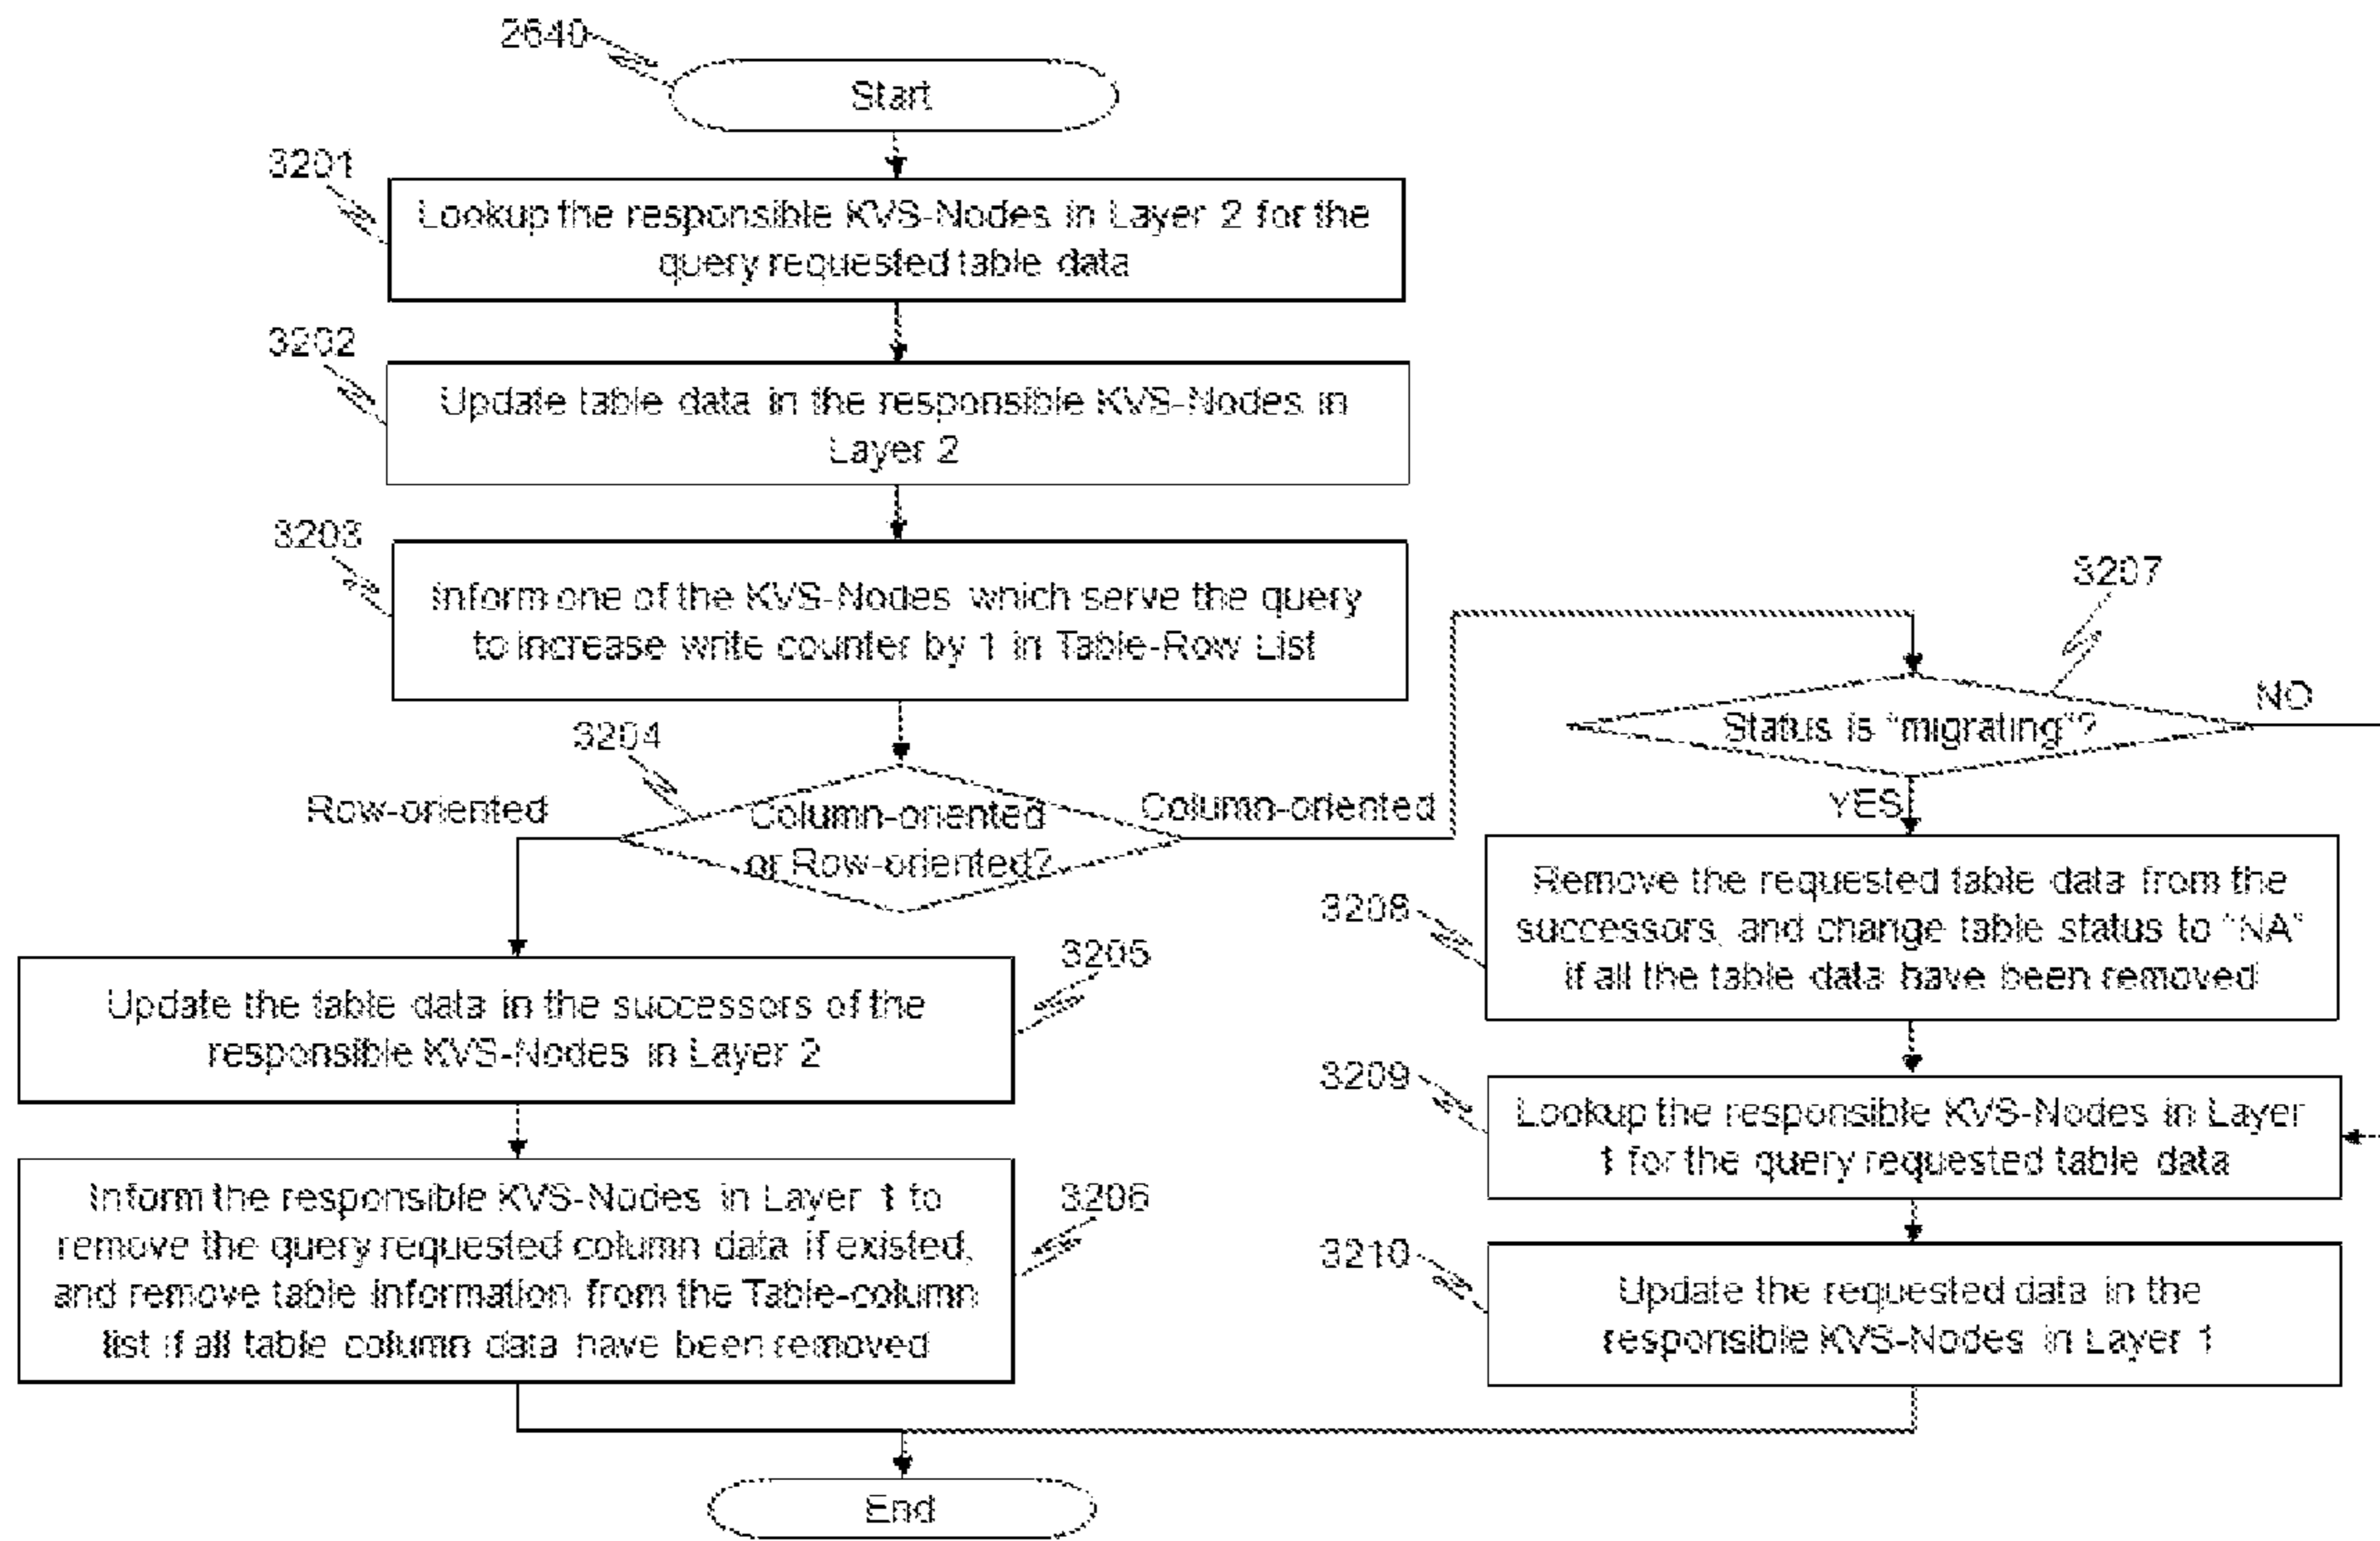 2640
Start
3201
Lookup the responsible KVS-Nodes in Layer 2 for the
query requested table data
3202
Update table data in the responsible KVS-Nodes in
Layer 2
3203
Inform one of the KVS-Nodes which serve the query
to increase write counter by 1 in Table-Row List
3204
Column-oriented
or Row-oriented?
Row-oriented
Column-oriented
3205
Update the table data in the successors of the
responsible KVS-Nodes in Layer 2
3206
Inform the responsible KVS-Nodes in Layer 1 to
remove the query requested column data if existed,
and remove table information from the Table-column
list if all table column data have been removed
3207
Status is "migrating"?
NO
YES
3208
Remove the requested table data from the
successors, and change table status to "NA"
if all the table data have been removed
3209
Lookup the responsible KVS-Nodes in Layer
1 for the query requested table data
3210
Update the requested data in the
responsible KVS-Nodes in Layer 1
End